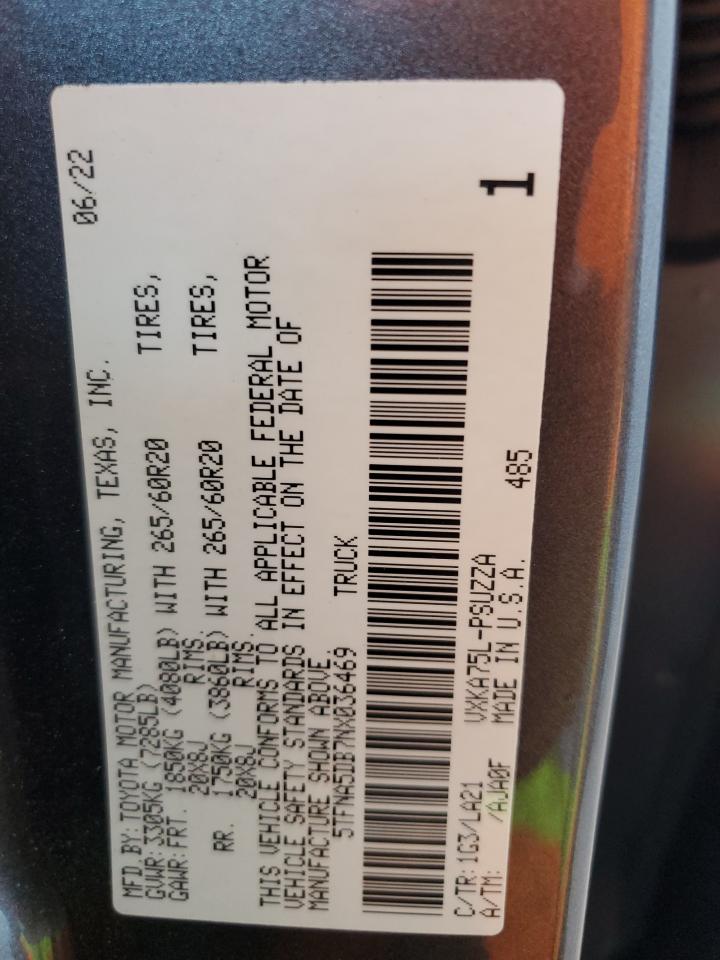 06/22
MFD. BY: TOYOTA MOTOR MANUFACTURING, TEXAS, INC.
GVWR: 3305KG (7285LB)
GAWR: FRT. 1850KG (4080LB) WITH 265/60R20 TIRES,
20X8J RIMS.
RR. 1750KG (3860LB) WITH 265/60R20 TIRES,
20X8J RIMS.
THIS VEHICLE CONFORMS TO ALL APPLICABLE FEDERAL MOTOR
VEHICLE SAFETY STANDARDS IN EFFECT ON THE DATE OF
MANUFACTURE SHOWN ABOVE.
5TFNA5DB7NX036469 TRUCK
C/TR: 1G3/LA21 VXKA75L-PSUZZA 485
A/TM: /AJA0F MADE IN U.S.A. 1